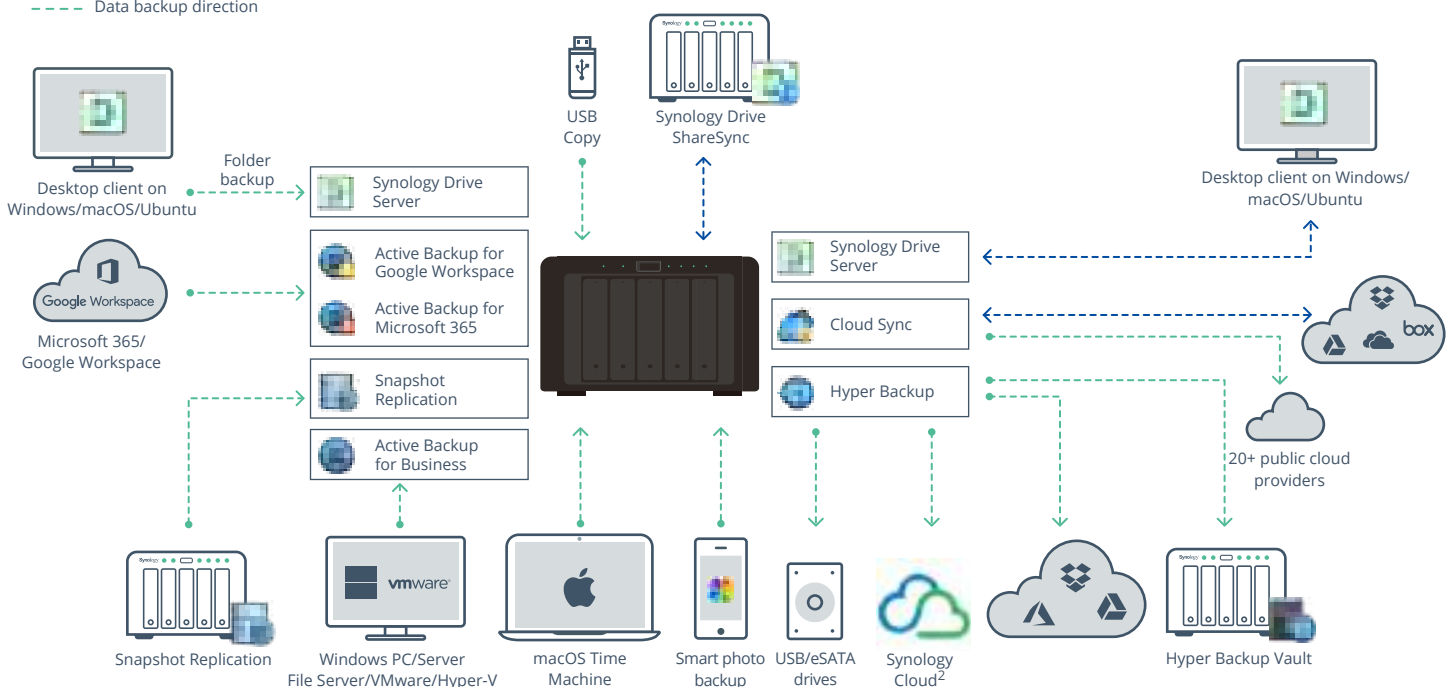 Data backup direction
USB
Copy
Synology
Synology Drive
ShareSync
Desktop client on
Windows/macOS/Ubuntu
Folder
backup
Synology Drive
Server
Desktop client on Windows/
macOS/Ubuntu
Google Workspace
Microsoft 365/
Google Workspace
Active Backup for
Google Workspace
Active Backup for
Microsoft 365
Snapshot
Replication
Active Backup
for Business
Synology Drive
Server
Cloud Sync
Hyper Backup
box
20+ public cloud
providers
Synology
Snapshot Replication
vmware®
Windows PC/Server
File Server/VMware/Hyper-V
macOS Time
Machine
Smart photo
backup
USB/eSATA
drives
Synology
Cloud2
Synology
Hyper Backup Vault